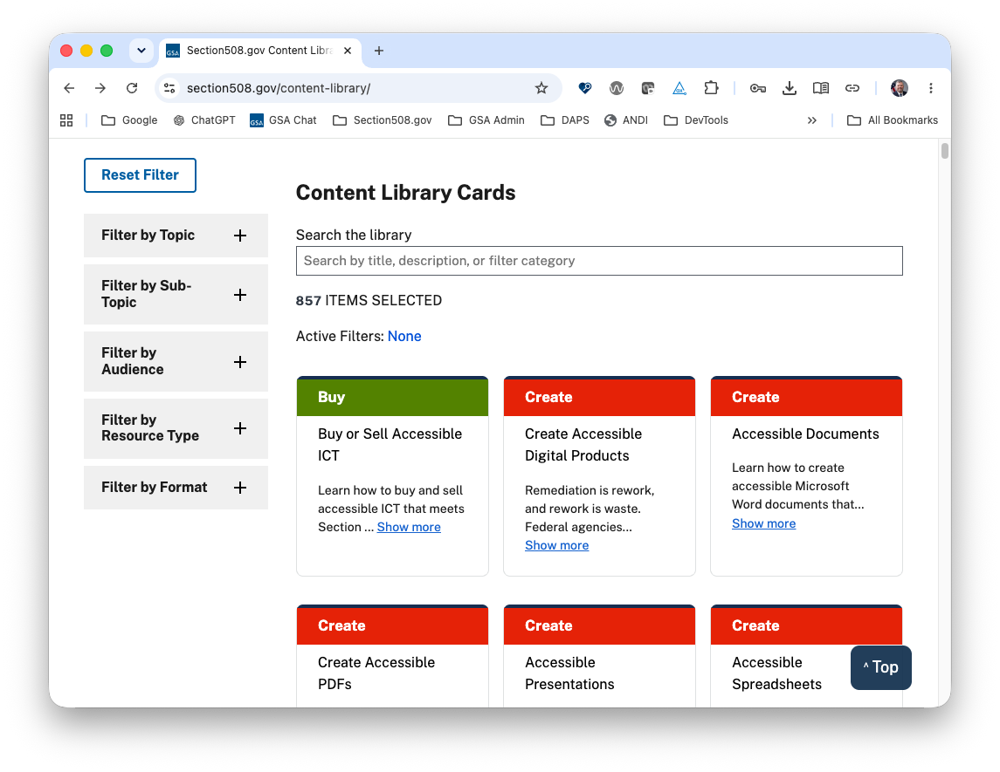 Section508.gov Content Libra
section508.gov/content-library/
Google
ChatGPT
GSA
GSA Chat
Section508.gov
GSA Admin
DAPS
ANDI
DevTools
All Bookmarks
Reset Filter
Filter by Topic
Filter by Sub-
Topic
Filter by
Audience
Filter by
Resource Type
Filter by Format
Content Library Cards
Search the library
Search by title, description, or filter category
857 ITEMS SELECTED
Active Filters: None
Buy
Buy or Sell Accessible
ICT
Learn how to buy and sell
accessible ICT that meets
Section ... Show more
Create
Create Accessible
Digital Products
Remediation is rework,
and rework is waste.
Federal agencies...
Show more
Create
Accessible Documents
Learn how to create
accessible Microsoft
Word documents that...
Show more
Create
Create Accessible
PDFs
Create
Accessible
Presentations
Create
Accessible
Spreadsheets
^ Top